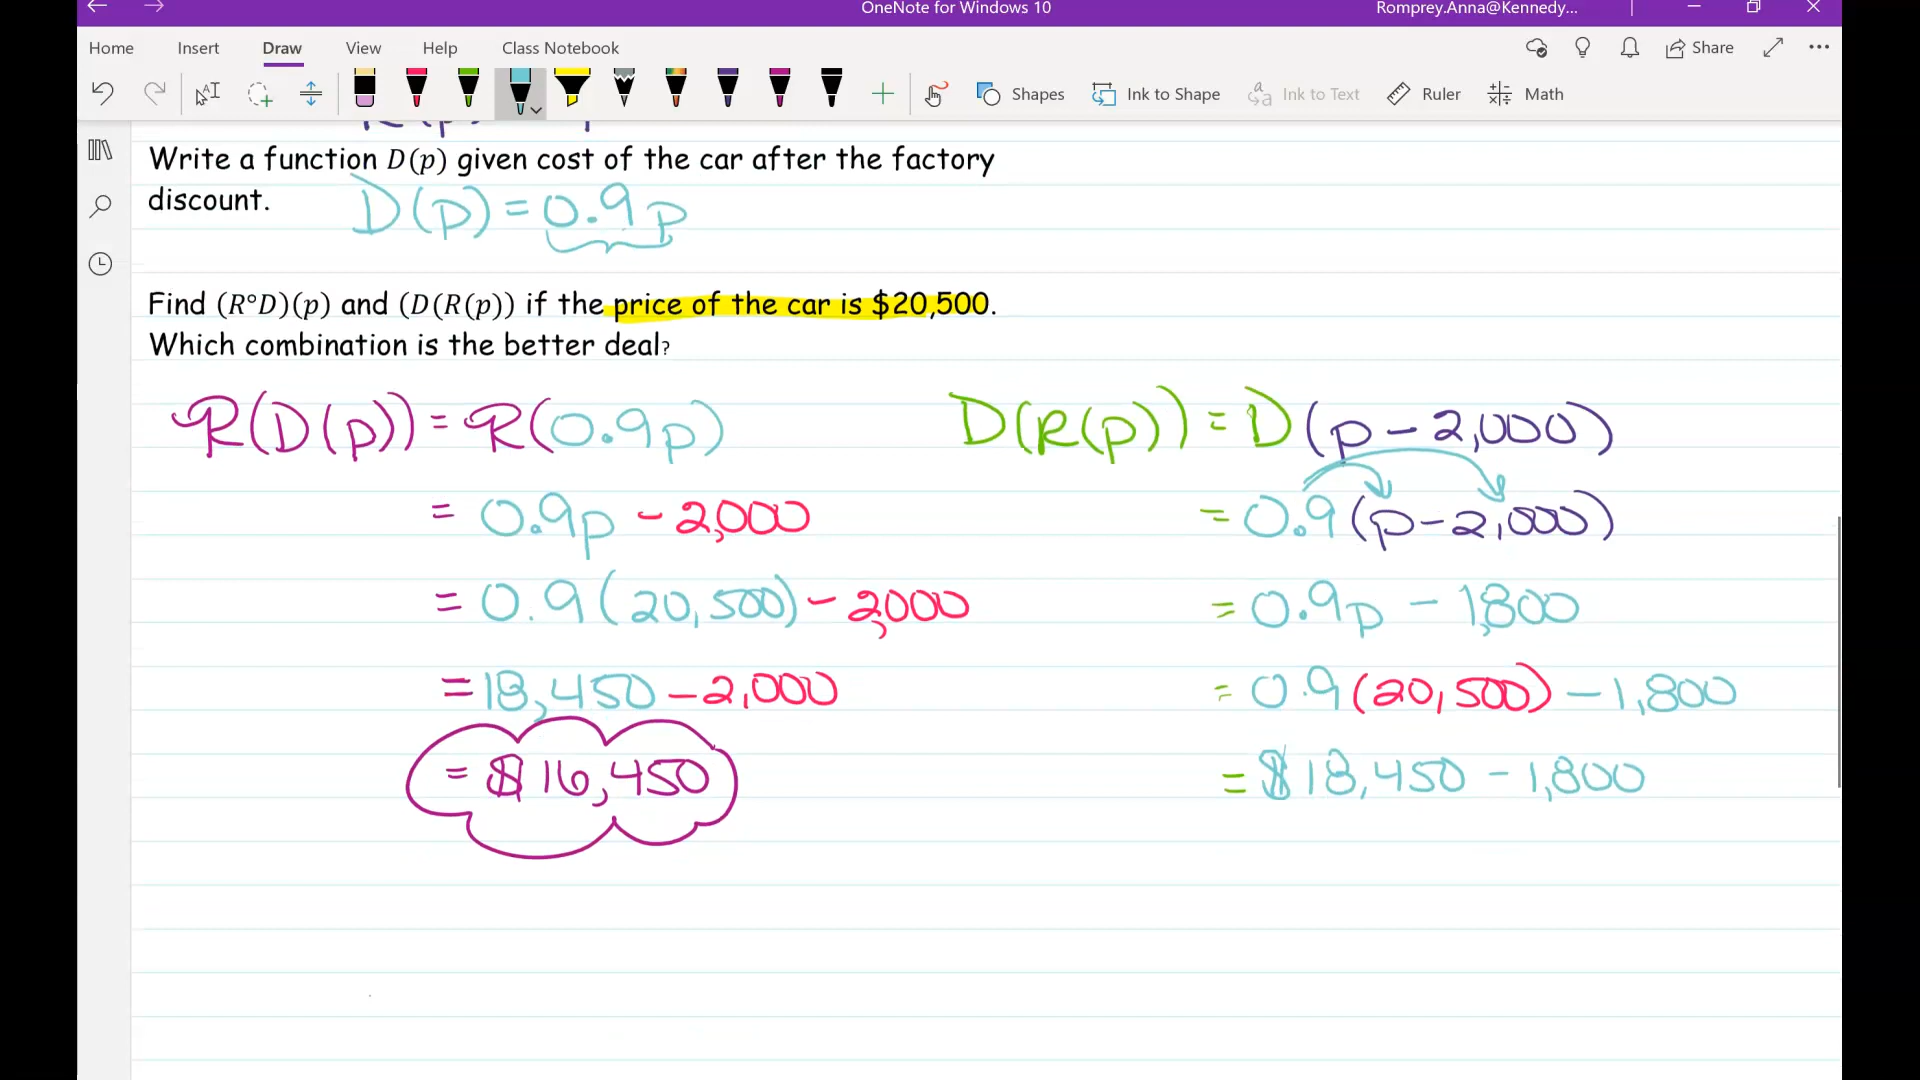 OneNote for Windows 10
Romprey.Anna@Kennedy...
Home Insert Draw View Help Class Notebook
Share
Shapes Ink to Shape Ink to Text Ruler Math
Write a function D(p) given cost of the car after the factory
discount.
D(p) = 0.9p
Find (R°D)(p) and (D(R(p)) if the price of the car is $20,500.
Which combination is the better deal?
R(D(p)) = R(0.9p)
= 0.9p - 2,000
= 0.9(20,500) - 2,000
= 18,450 - 2,000
= $16,450
D(R(p)) = D(p - 2,000)
= 0.9(p - 2,000)
= 0.9p - 1,800
= 0.9(20,500) - 1,800
= $18,450 - 1,800